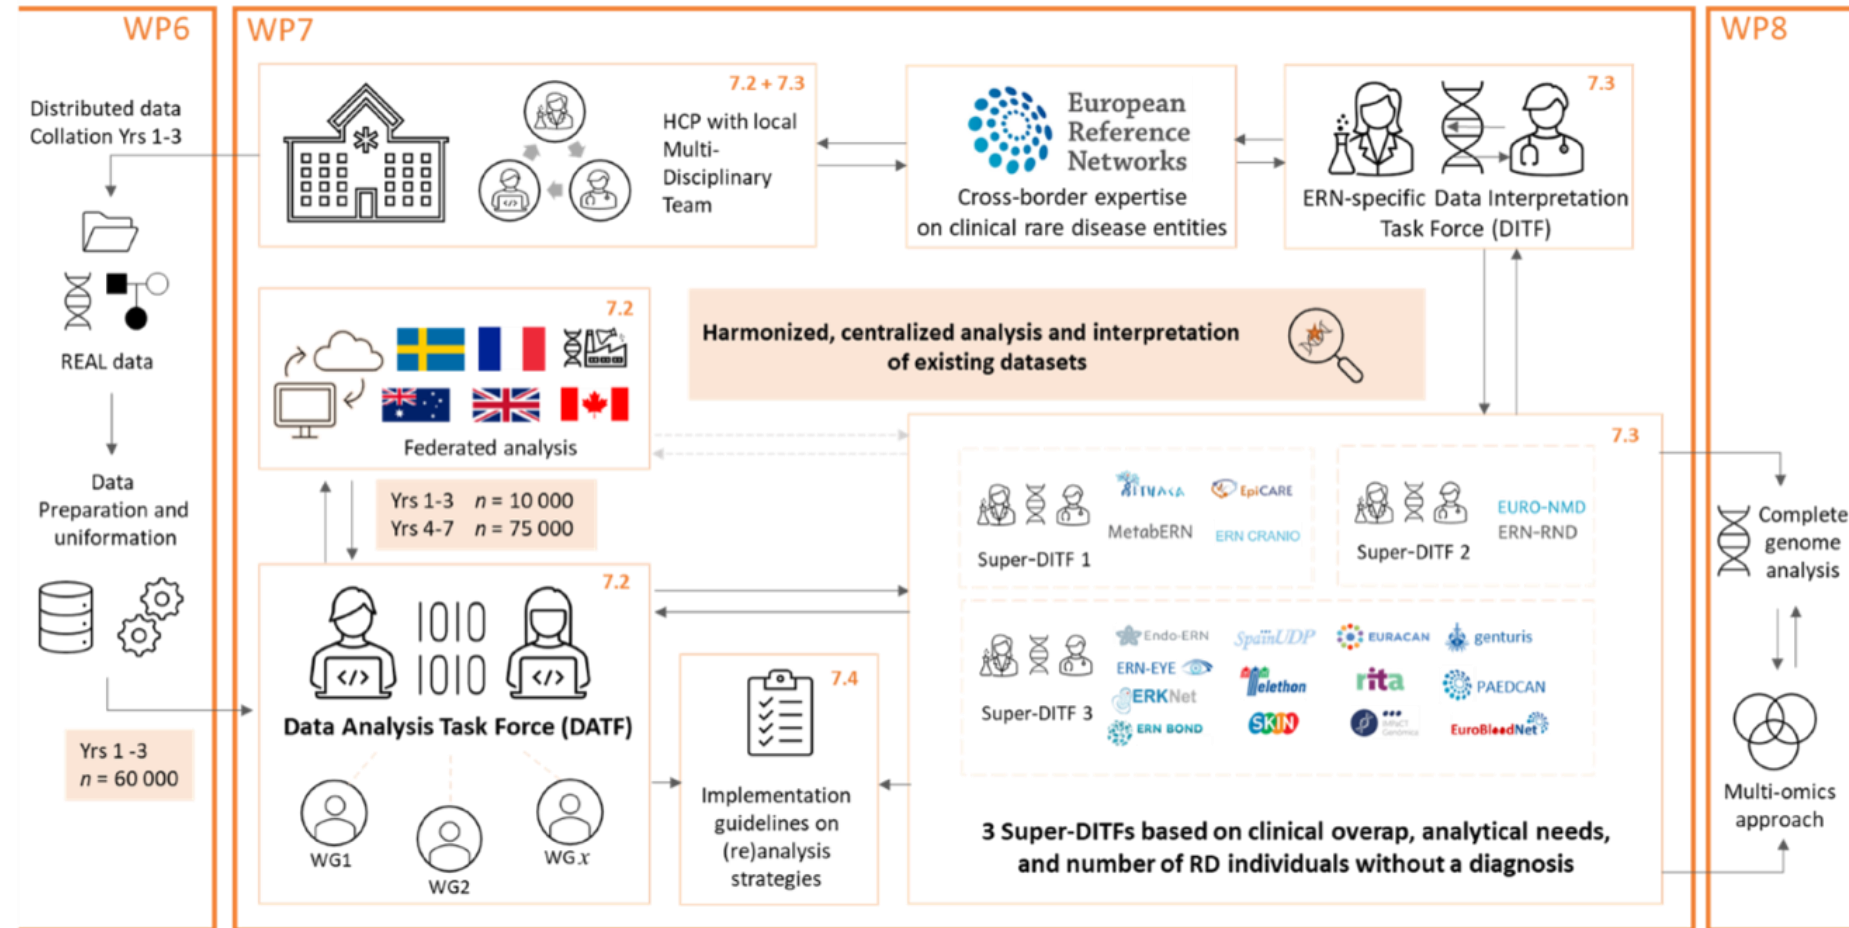 WP6
Distributed data
Collation Yrs 1-3
REAL data
Data
Preparation and
uniformation
Yrs 1 -3
n = 60 000
WP7
7.2 + 7.3
HCP with local
Multi-
Disciplinary
Team
European
Reference
Networks
Cross-border expertise
on clinical rare disease entities
7.3
ERN-specific Data Interpretation
Task Force (DITF)
7.2
Federated analysis
Harmonized, centralized analysis and interpretation
of existing datasets
Yrs 1-3 n = 10 000
Yrs 4-7 n = 75 000
7.2
</>
1010
1010
</>
Data Analysis Task Force (DATF)
WG1
WG2
WG x
7.4
Implementation
guidelines on
(re)analysis
strategies
7.3
Super-DITF 1
ITHACA
EpiCARE
MetabERN
ERN CRANIO
Super-DITF 2
EURO-NMD
ERN-RND
Super-DITF 3
Endo-ERN
SpainUDP
EURACAN
genturis
ERN-EYE
Telethon
rita
PAEDCAN
ERKNet
ERN BOND
SKIN
IMPaCT
Genómica
EuroBloodNet
3 Super-DITFs based on clinical overap, analytical needs,
and number of RD individuals without a diagnosis
WP8
Complete
genome
analysis
Multi-omics
approach